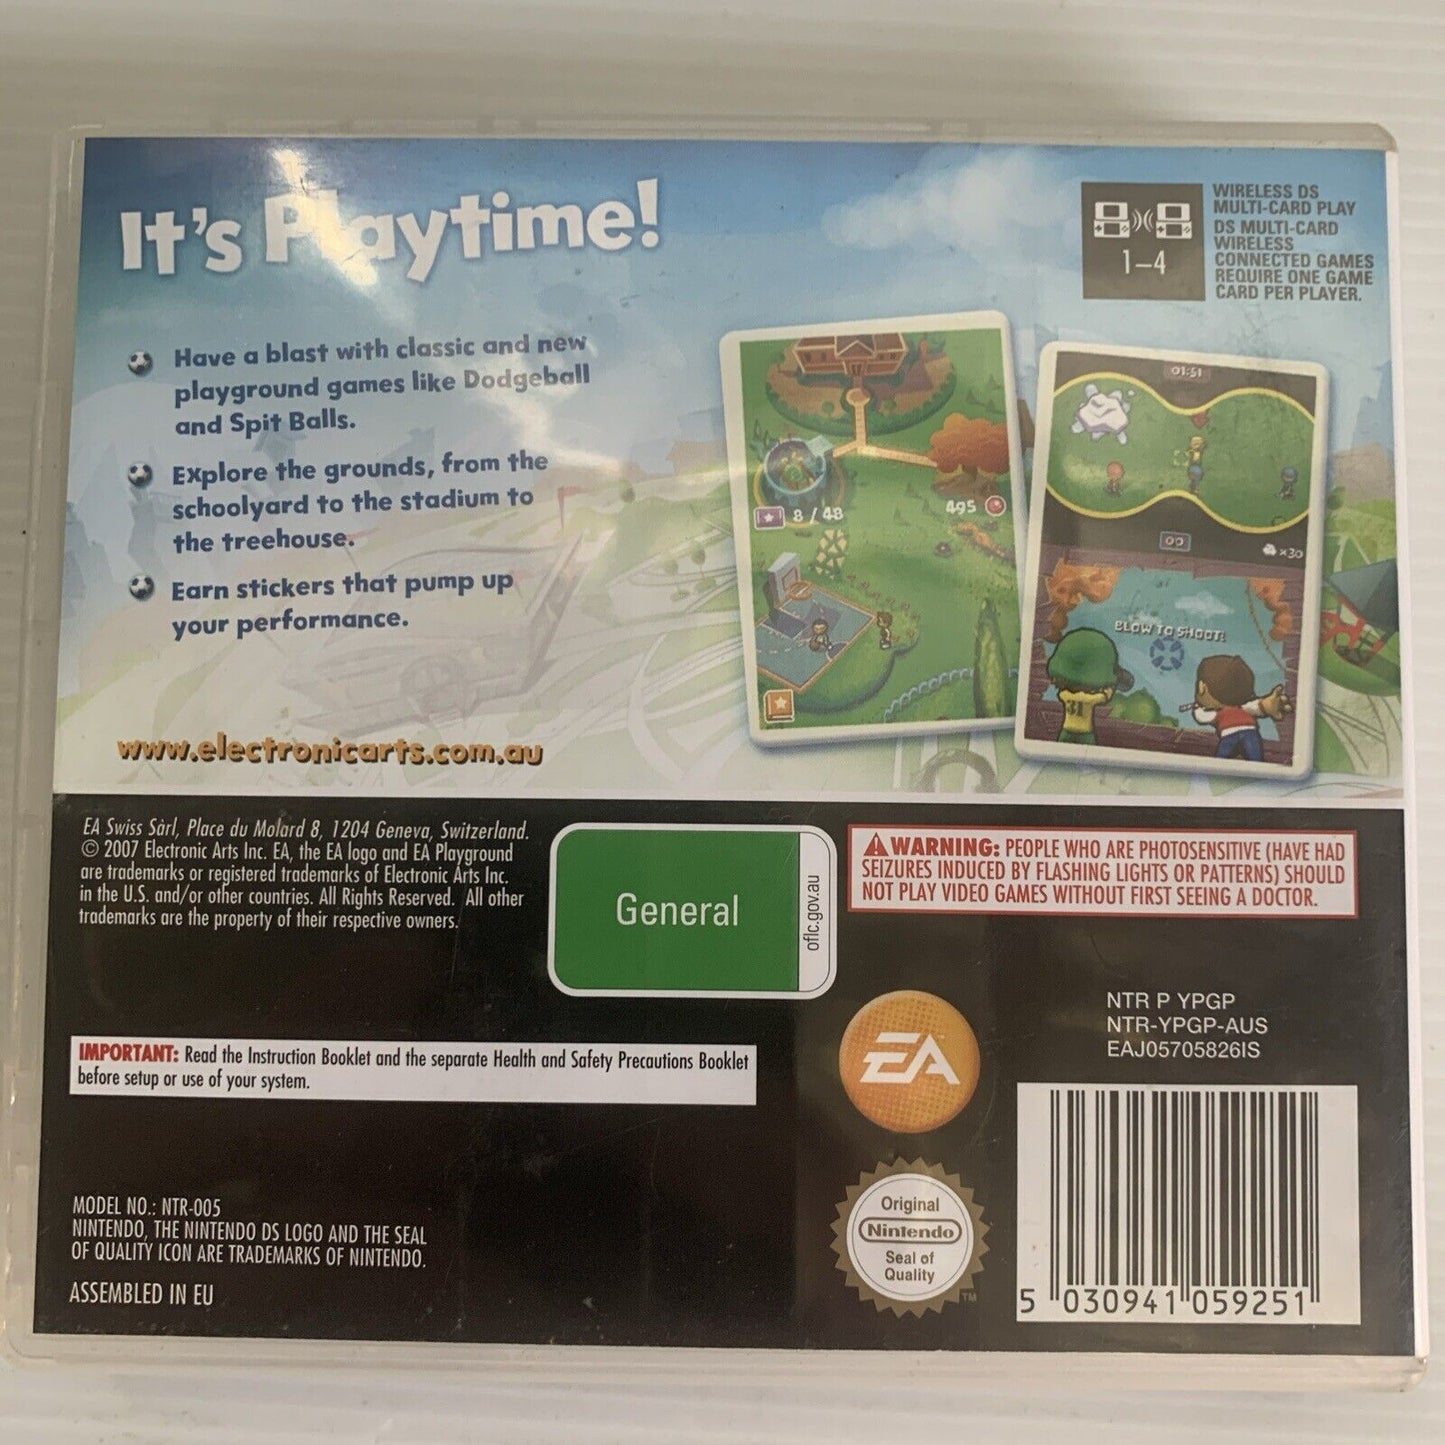 It's Playtime!
Have a blast with classic and new
playground games like Dodgeball
and Spit Balls.
Explore the grounds, from the
schoolyard to the stadium to
the treehouse.
Earn stickers that pump up
your performance.
www.electronicarts.com.au
1-4
WIRELESS DS
MULTI-CARD PLAY
DS MULTI-CARD
WIRELESS
CONNECTED GAMES
REQUIRE ONE GAME
CARD PER PLAYER.
8 / 48
495
01:51
00
x30
BLOW TO SHOOT!
31
EA Swiss Sàrl, Place du Molard 8, 1204 Geneva, Switzerland.
© 2007 Electronic Arts Inc. EA, the EA logo and EA Playground
are trademarks or registered trademarks of Electronic Arts Inc.
in the U.S. and/or other countries. All Rights Reserved. All other
trademarks are the property of their respective owners.
General
oflc.gov.au
WARNING: PEOPLE WHO ARE PHOTOSENSITIVE (HAVE HAD
SEIZURES INDUCED BY FLASHING LIGHTS OR PATTERNS) SHOULD
NOT PLAY VIDEO GAMES WITHOUT FIRST SEEING A DOCTOR.
IMPORTANT: Read the Instruction Booklet and the separate Health and Safety Precautions Booklet
before setup or use of your system.
EA
NTR P YPGP
NTR-YPGP-AUS
EAJ05705826IS
MODEL NO.: NTR-005
NINTENDO, THE NINTENDO DS LOGO AND THE SEAL
OF QUALITY ICON ARE TRADEMARKS OF NINTENDO.
ASSEMBLED IN EU
Original
Nintendo
Seal of
Quality
TM
5 030941 059251